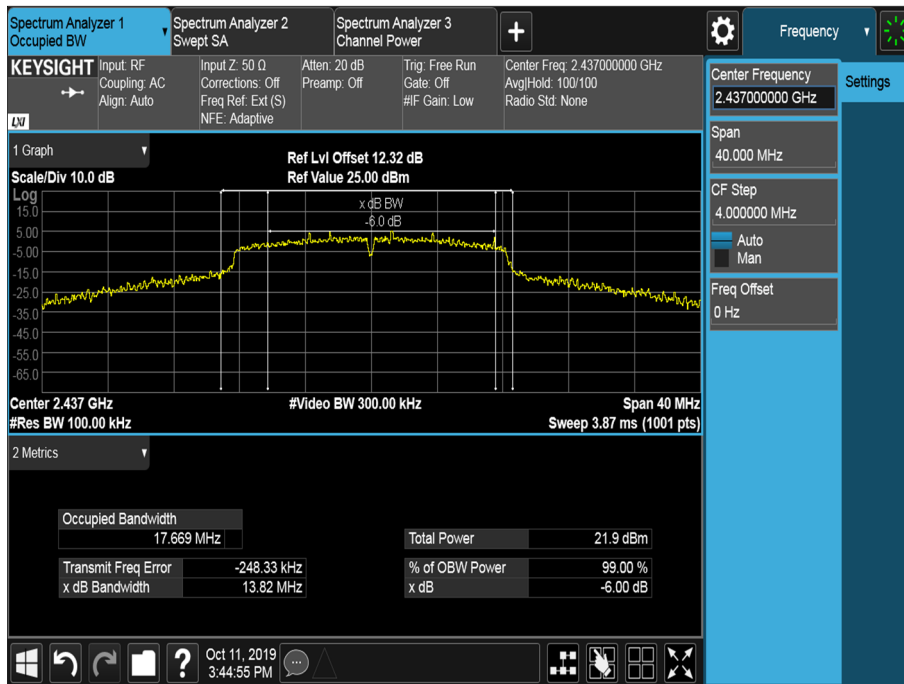 Spectrum Analyzer 1
Occupied BW
Spectrum Analyzer 2
Swept SA
Spectrum Analyzer 3
Channel Power
+
Frequency
KEYSIGHT
LXI
Input: RF
Coupling: AC
Align: Auto
Input Z: 50 Ω
Corrections: Off
Freq Ref: Ext (S)
NFE: Adaptive
Atten: 20 dB
Preamp: Off
Trig: Free Run
Gate: Off
#IF Gain: Low
Center Freq: 2.437000000 GHz
Avg|Hold: 100/100
Radio Std: None
Center Frequency
2.437000000 GHz
Settings
Span
40.000 MHz
CF Step
4.000000 MHz
Auto
Man
Freq Offset
0 Hz
1 Graph
Scale/Div 10.0 dB
Ref Lvl Offset 12.32 dB
Ref Value 25.00 dBm
Log
15.0
5.00
-5.00
-15.0
-25.0
-35.0
-45.0
-55.0
-65.0
x dB BW
-6.0 dB
Center 2.437 GHz
#Res BW 100.00 kHz
#Video BW 300.00 kHz
Span 40 MHz
Sweep 3.87 ms (1001 pts)
2 Metrics
Occupied Bandwidth
17.669 MHz
Transmit Freq Error -248.33 kHz
x dB Bandwidth 13.82 MHz
Total Power 21.9 dBm
% of OBW Power 99.00 %
x dB -6.00 dB
?
Oct 11, 2019
3:44:55 PM